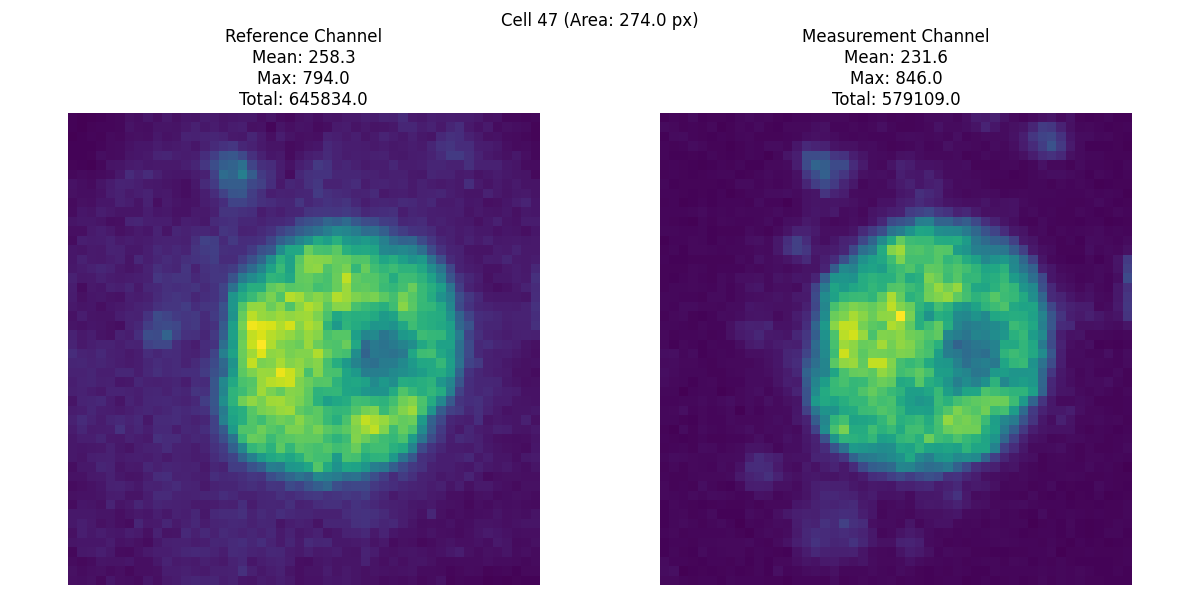 Cell 47 (Area: 274.0 px)
Reference Channel
Mean: 258.3
Max: 794.0
Total: 645834.0
Measurement Channel
Mean: 231.6
Max: 846.0
Total: 579109.0